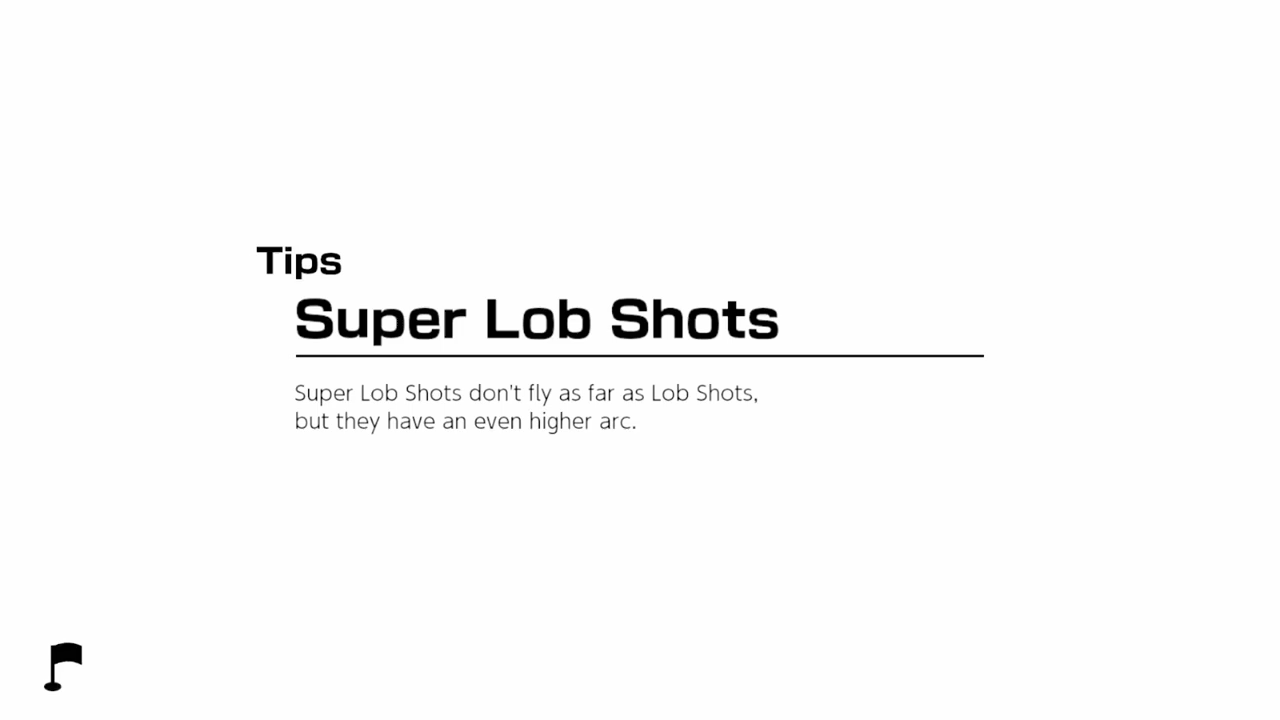 Tips
Super Lob Shots
Super Lob Shots don't fly as far as Lob Shots,
but they have an even higher arc.